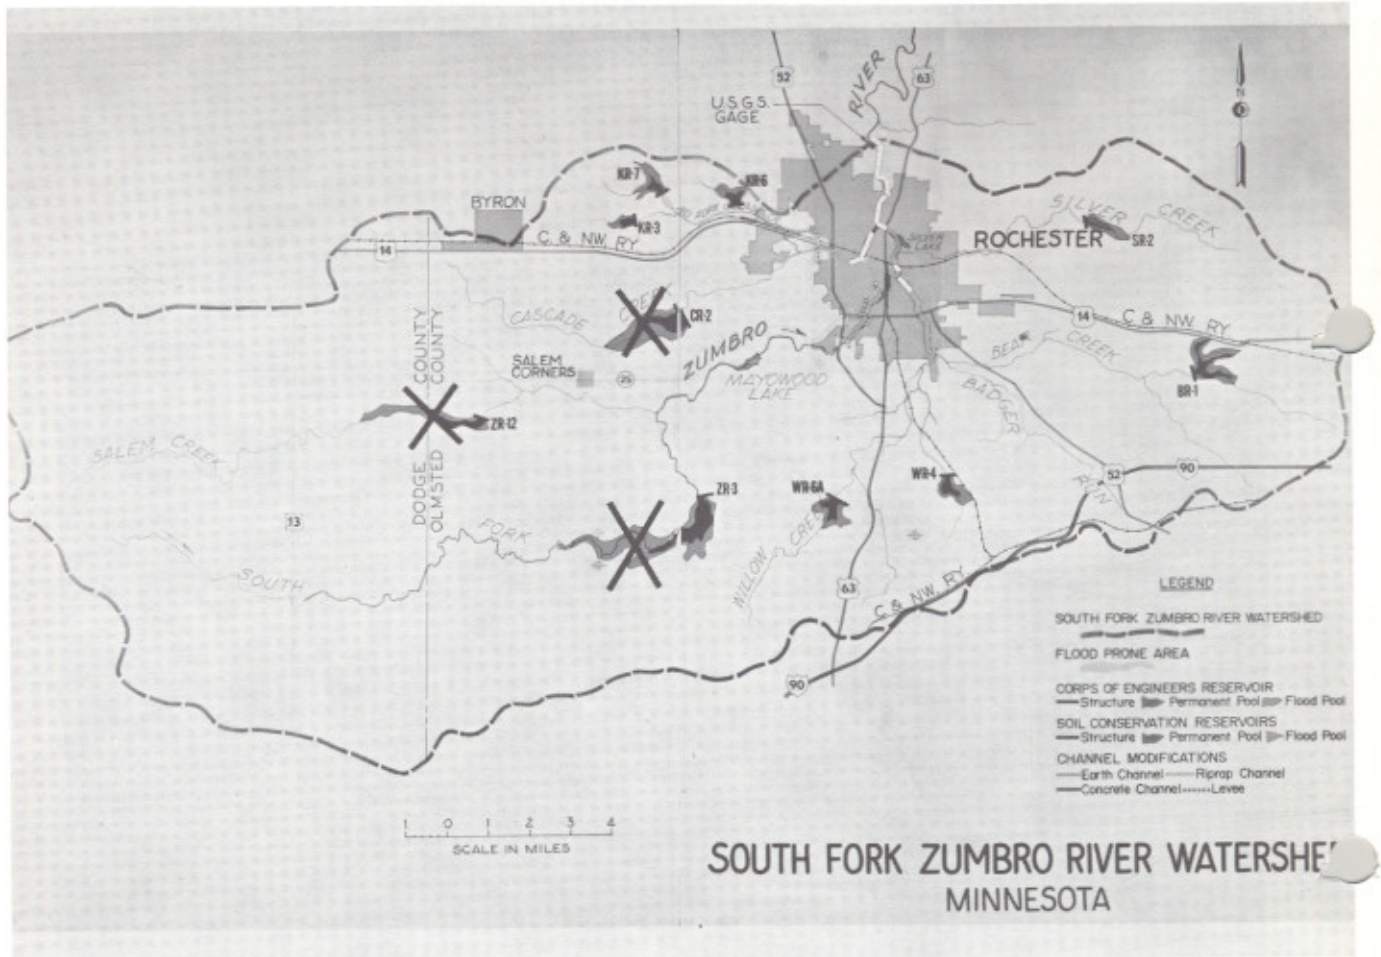 52
63
RIVER
U.S.G.S.
GAGE
N
KR-7
KR-6
BYRON
KR-3
SILVER
CREEK
SR-2
C. & NW. RY
14
ROCHESTER
SILVER
LAKE
CASCADE
CREEK
CR-2
14
C & NW. RY
ZUMBRO
DODGE COUNTY
OLMSTED COUNTY
SALEM
CORNERS
25
MAYOWOOD
LAKE
BEAR
CREEK
BADGER
RUN
BR-1
ZR-12
SALEM CREEK
52
90
ZR-3
WR-6A
WR-4
13
FORK
SOUTH
WILLOW CREEK
63
C & NW. RY
90
LEGEND
SOUTH FORK ZUMBRO RIVER WATERSHED
FLOOD PRONE AREA
CORPS OF ENGINEERS RESERVOIR
Structure Permanent Pool Flood Pool
SOIL CONSERVATION RESERVOIRS
Structure Permanent Pool Flood Pool
CHANNEL MODIFICATIONS
Earth Channel Riprap Channel
Concrete Channel Levee
1 0 1 2 3 4
SCALE IN MILES
SOUTH FORK ZUMBRO RIVER WATERSHE
MINNESOTA